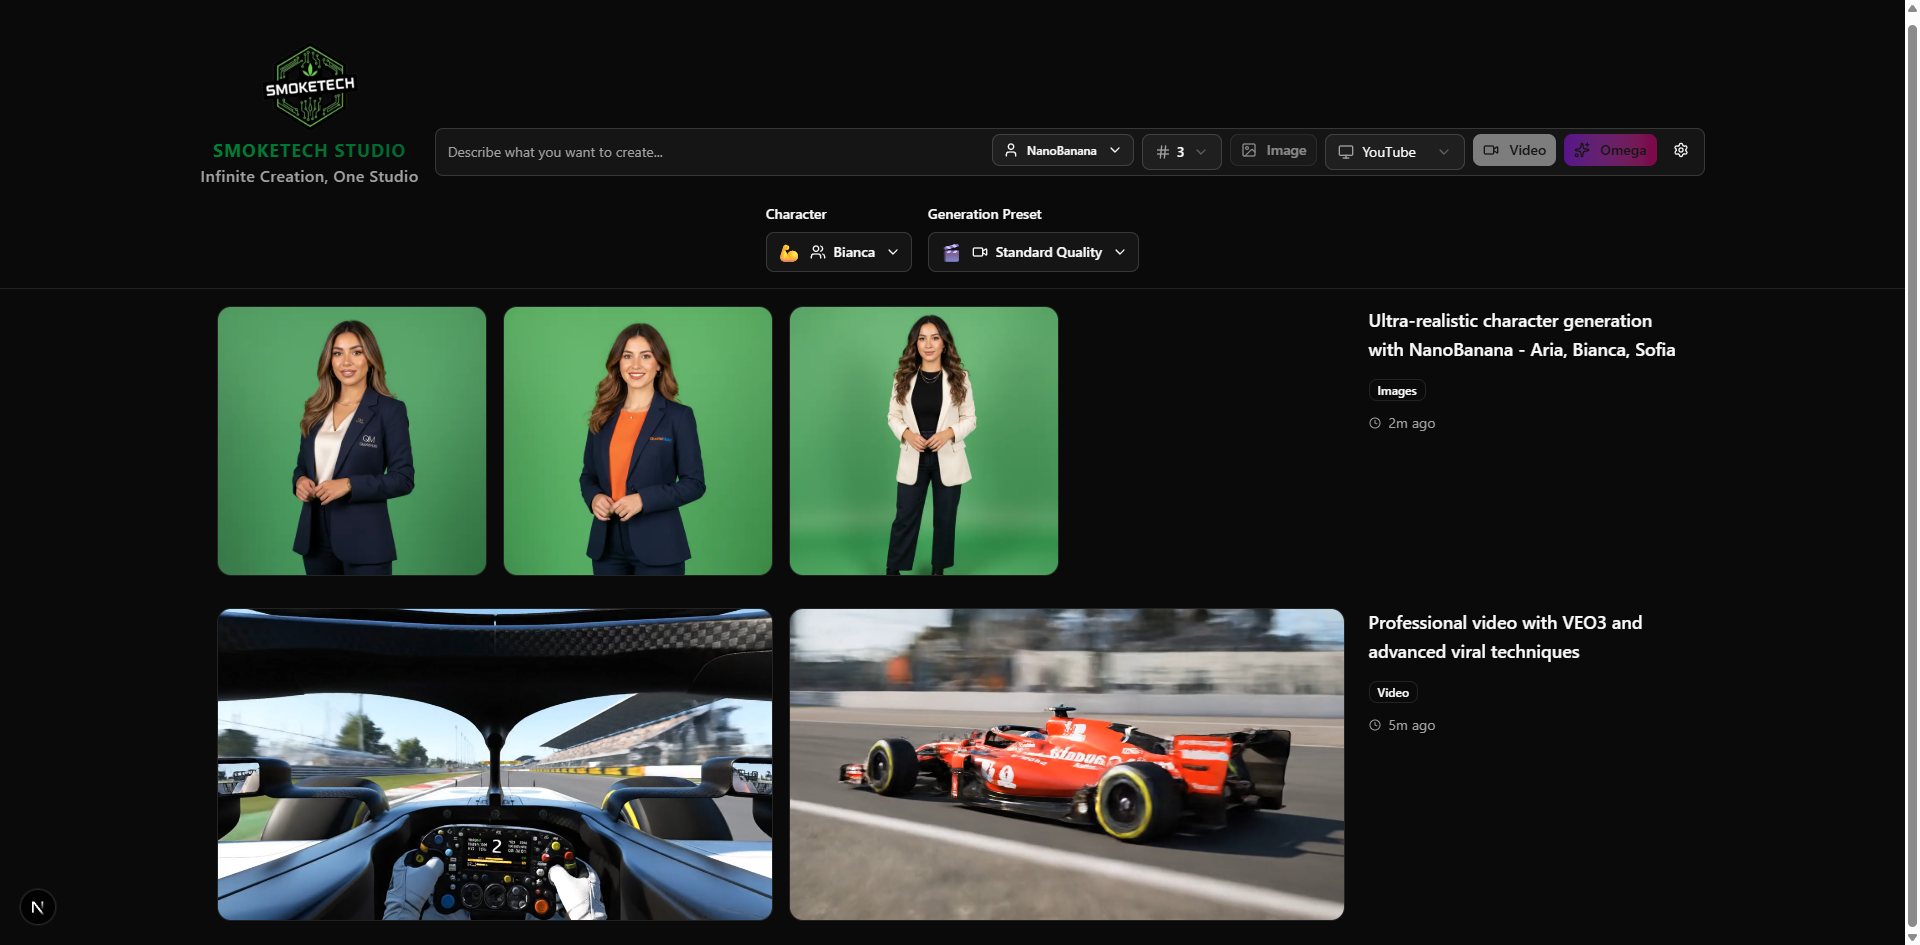 SMOKETECH
SMOKETECH STUDIO
Infinite Creation, One Studio
Describe what you want to create...
NanoBanana
# 3
Image
YouTube
Video
Omega
Character
Generation Preset
Bianca
Standard Quality
QM
Ultra-realistic character generation
with NanoBanana - Aria, Bianca, Sofia
Images
2m ago
Professional video with VEO3 and
advanced viral techniques
Video
5m ago
2
N